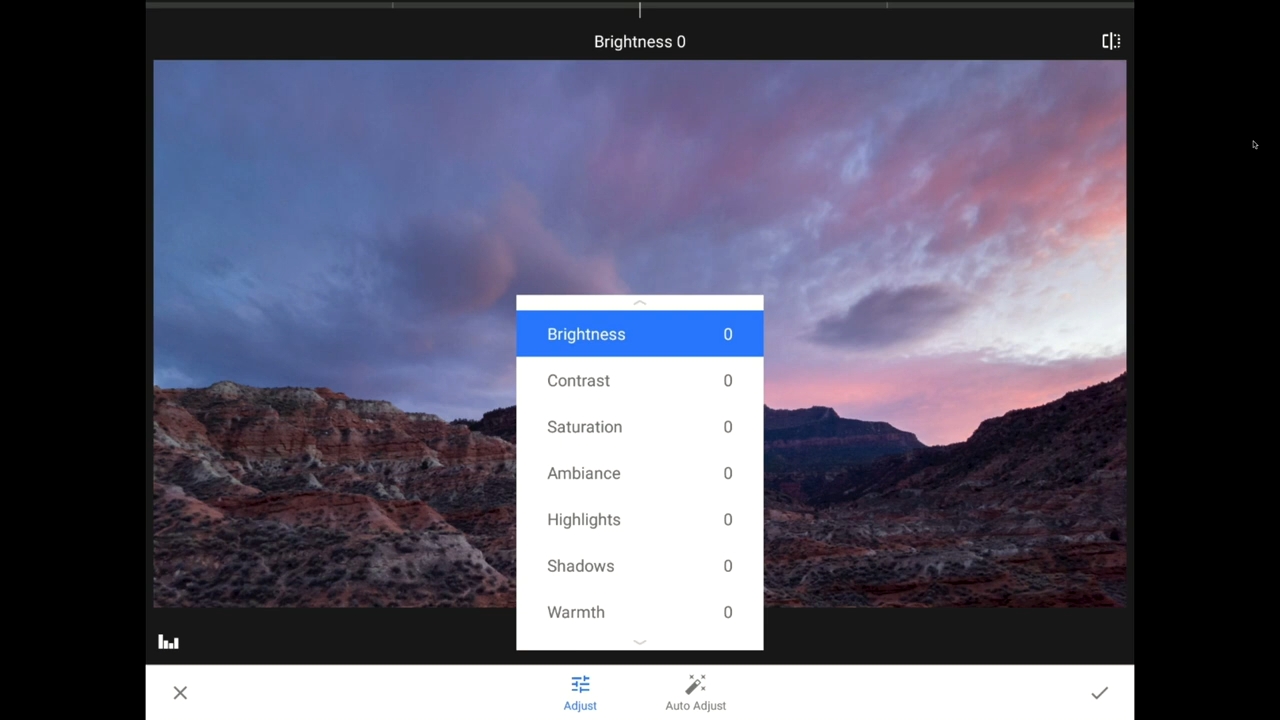 Brightness 0
Brightness 0
Contrast 0
Saturation 0
Ambiance 0
Highlights 0
Shadows 0
Warmth 0
Adjust
Auto Adjust